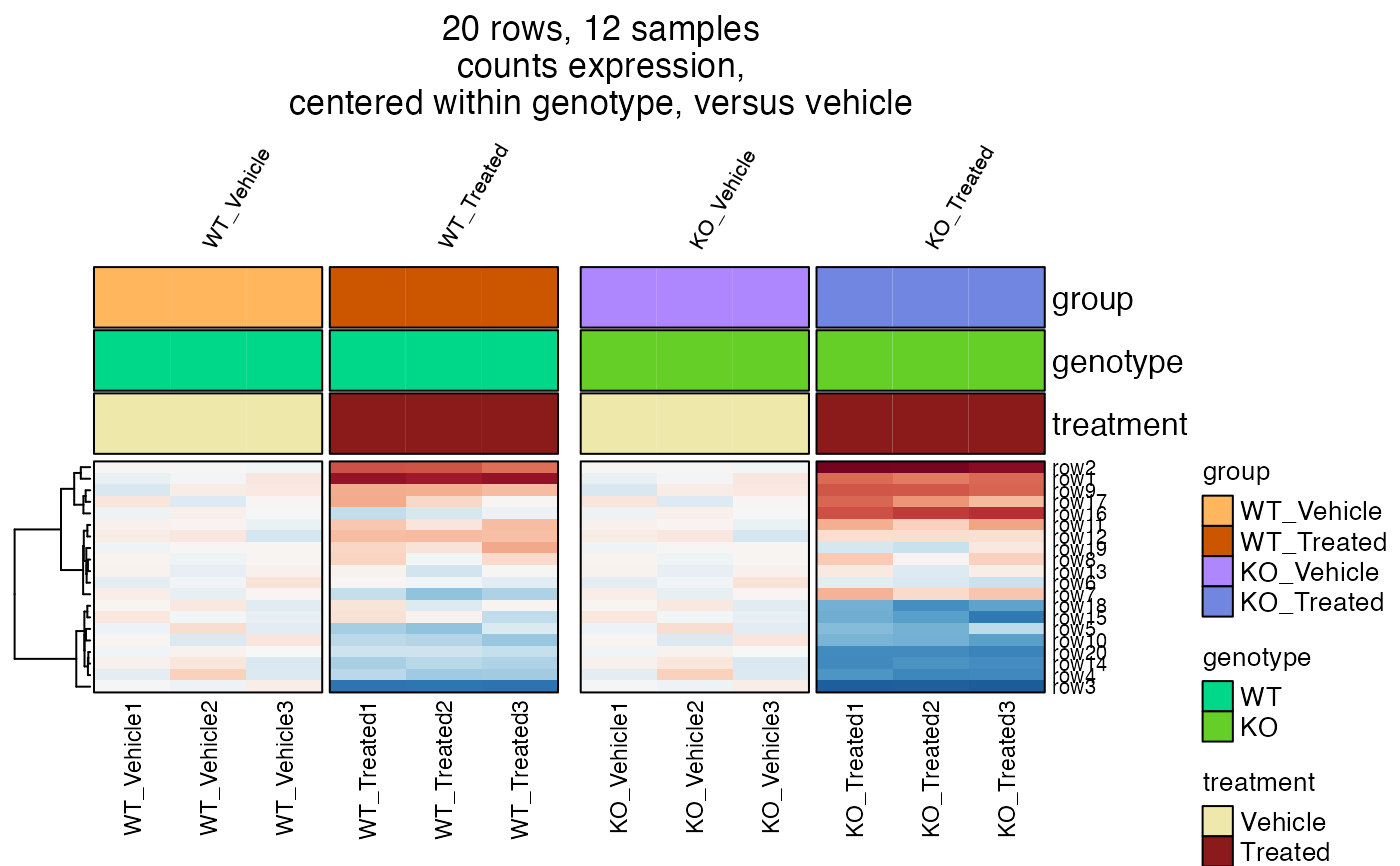 20 rows, 12 samples
counts expression,
centered within genotype, versus vehicle
WT_Vehicle
WT_Treated
KO_Vehicle
KO_Treated
group
genotype
treatment
row2
row1
row9
row17
row16
row11
row12
row19
row8
row13
row6
row7
row18
row15
row5
row10
row20
row14
row4
row3
WT_Vehicle1
WT_Vehicle2
WT_Vehicle3
WT_Treated1
WT_Treated2
WT_Treated3
KO_Vehicle1
KO_Vehicle2
KO_Vehicle3
KO_Treated1
KO_Treated2
KO_Treated3
group
WT_Vehicle
WT_Treated
KO_Vehicle
KO_Treated
genotype
WT
KO
treatment
Vehicle
Treated